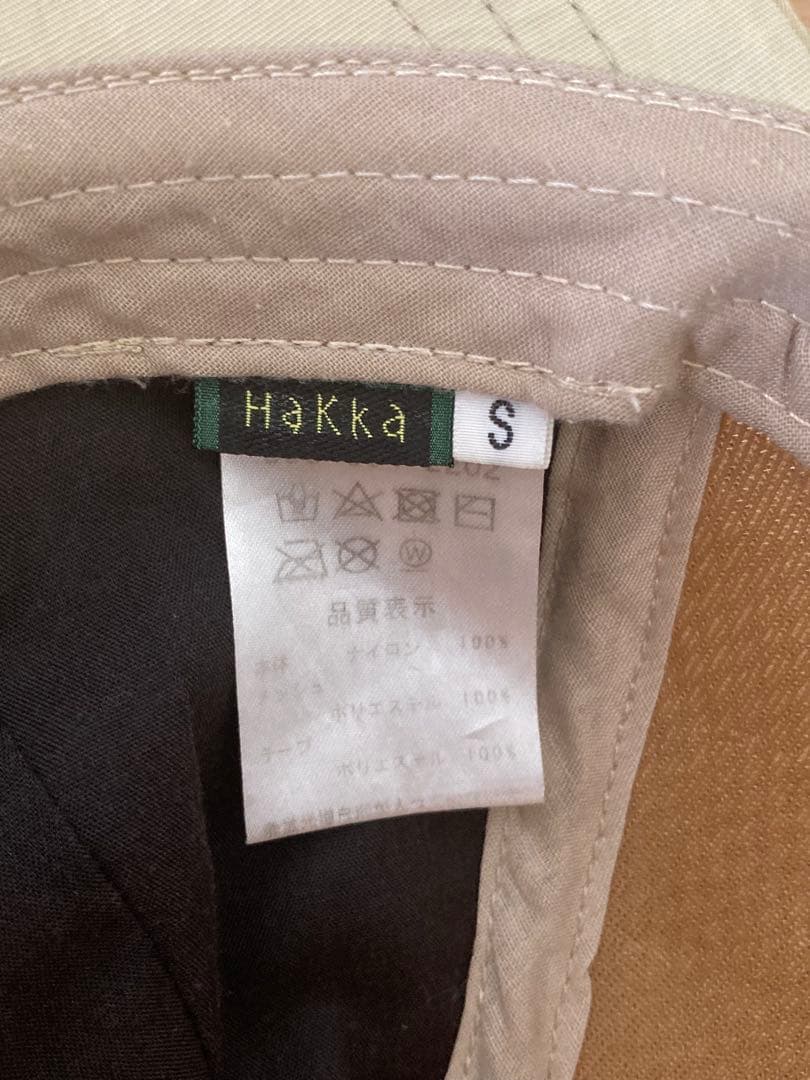 HaKka
S
2202
W
品質表示
本体 ナイロン 100%
メッシュ ポリエステル 100%
テープ ポリエステル 100%